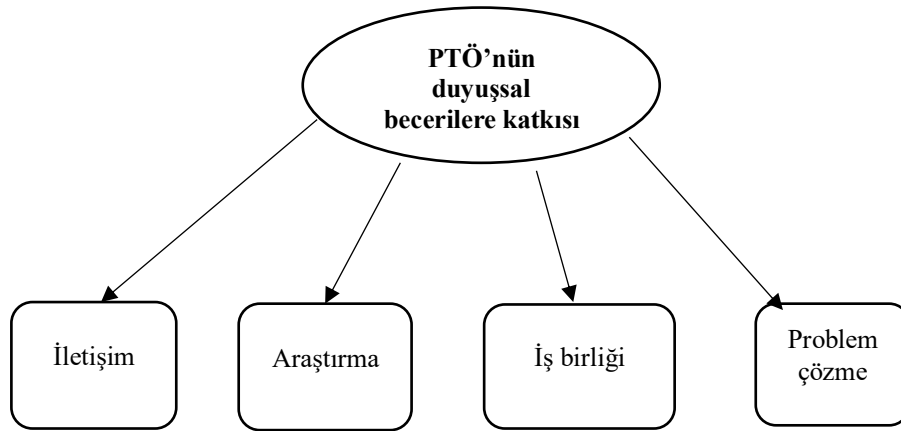 PTÖ’nün
duyuşsal
becerilere katkısı
İletişim
Araştırma
İş birliği
Problem
çözme